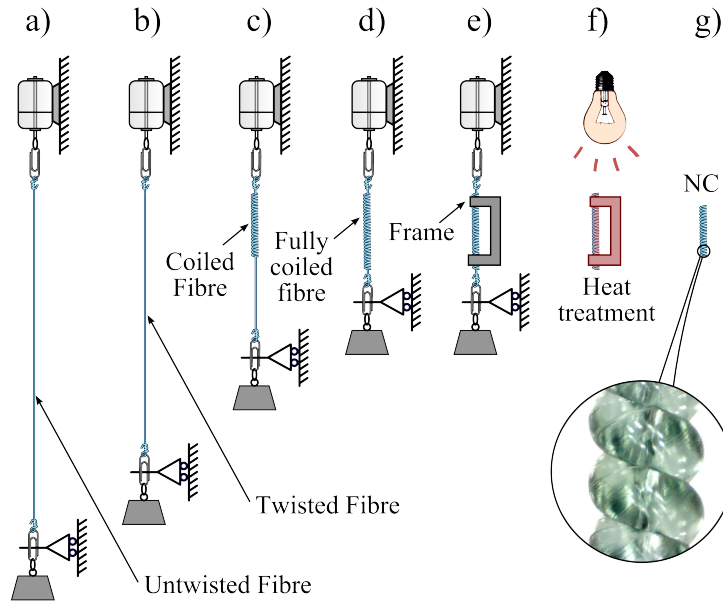 a)
b)
c)
d)
e)
f)
g)
NC
Coiled
Fibre
Fully
coiled
fibre
Frame
Heat
treatment
Twisted Fibre
Untwisted Fibre